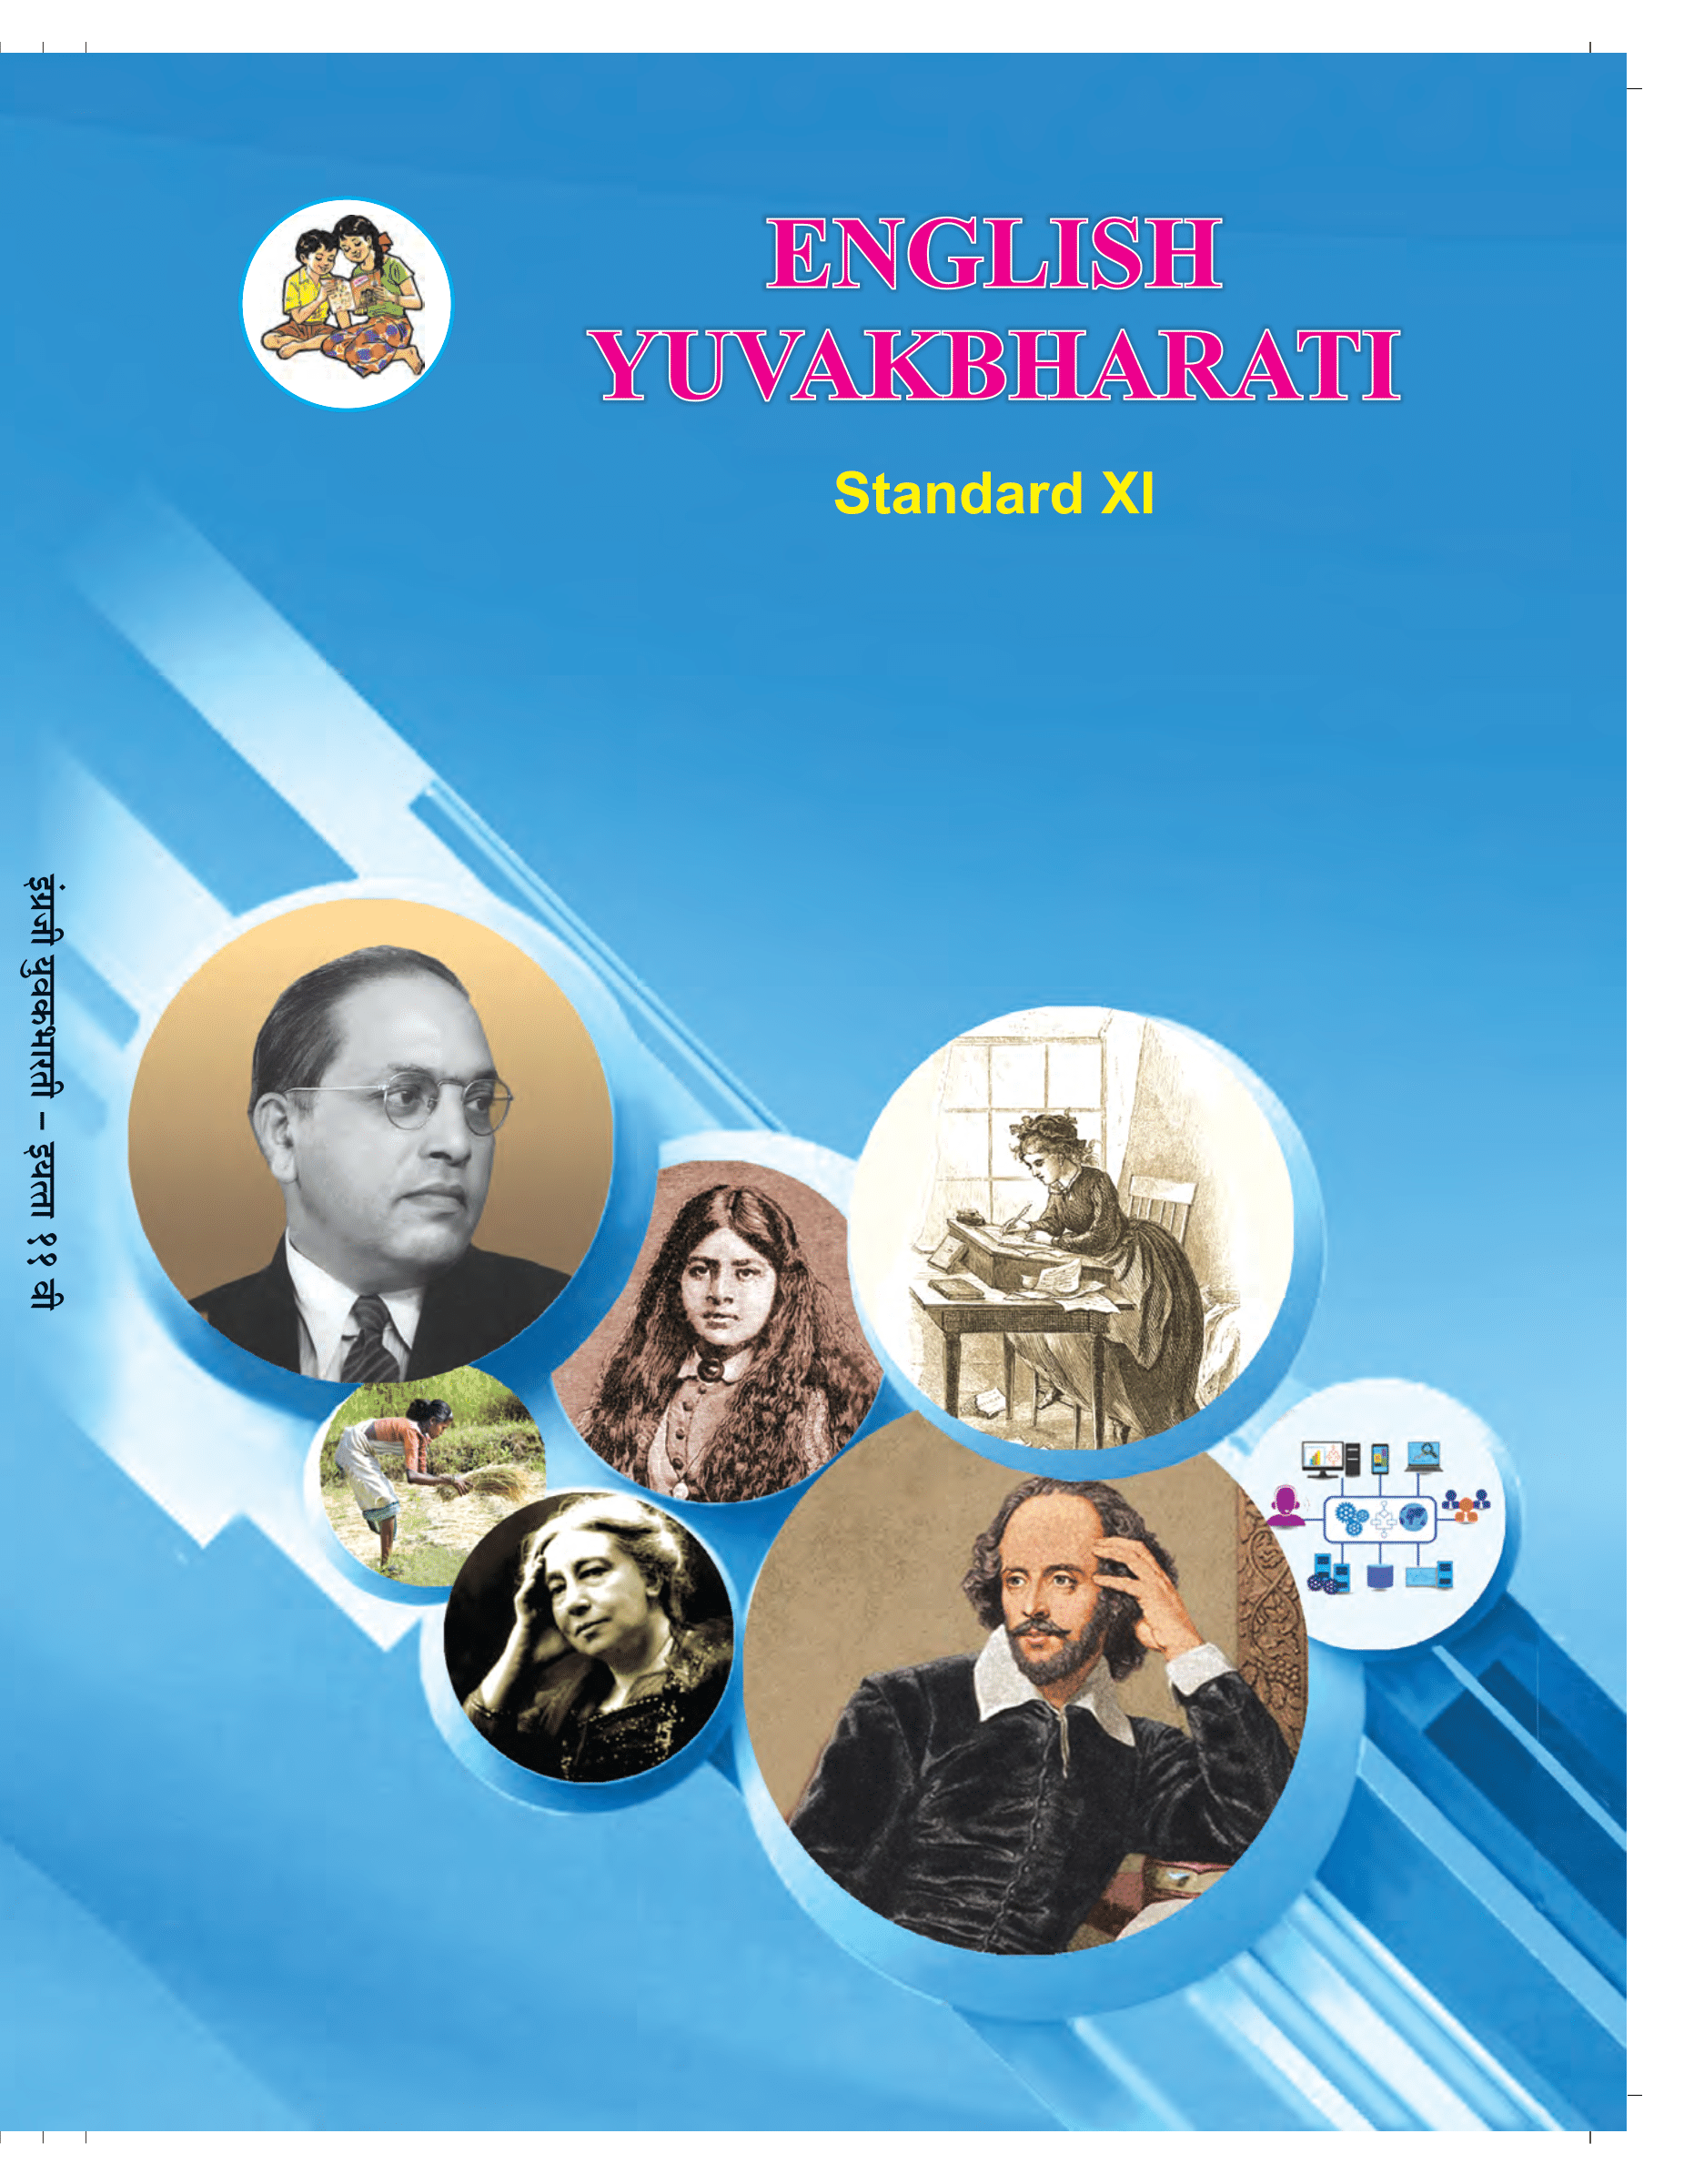 ENGLISH
YUVAKBHARATI
Standard XI
इंग्रजी युवकभारती - इयत्ता ११ वी